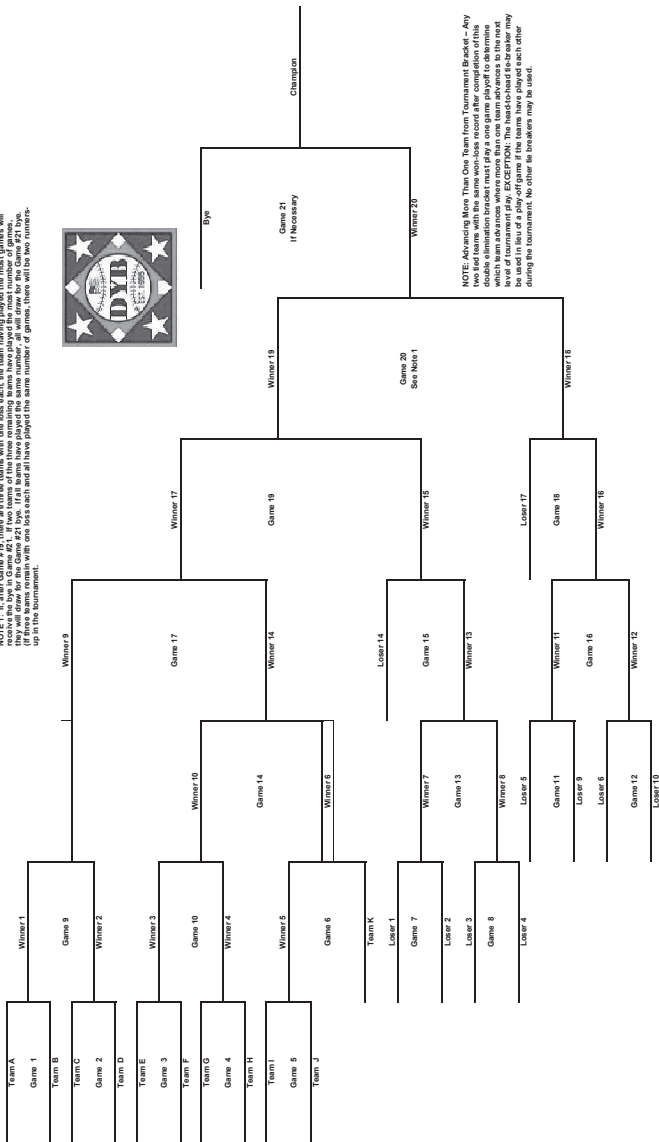 NOTE 1: If, after Game # 19, there are three teams with one loss each, the team having played the most games will
receive the bye in Game #21. If two teams of the three remaining teams have played the most number of games,
they will draw for the Game #21 bye. If all teams have played the same number, all will draw for the Game #21 bye.
(If three teams remain with one loss each and all have played the same number of games, there will be two runners-
up in the tournament.
Team A
Game 1
Team B
Team C
Game 2
Team D
Team E
Game 3
Team F
Team G
Game 4
Team H
Team I
Game 5
Team J
Winner 1
Game 9
Winner 2
Winner 3
Game 10
Winner 4
Winner 5
Game 6
Team K
Loser 1
Game 7
Loser 2
Loser 3
Game 8
Loser 4
Winner 10
Game 14
Winner 6
Winner 7
Game 13
Winner 8
Loser 5
Game 11
Loser 9
Loser 6
Game 12
Loser 10
Winner 9
Game 17
Winner 14
Loser 14
Game 15
Winner 13
Winner 11
Game 16
Winner 12
Winner 17
Game 19
Winner 15
Loser 17
Game 18
Winner 16
Winner 19
Game 20
See Note 1
Winner 18
Bye
Game 21
If Necessary
Winner 20
Champion
DYB
EST. 1995
NOTE: Advancing More Than One Team from Tournament Bracket – Any
two tied teams with the same won-loss record after completion of this
double elimination bracket must play a one game playoff to determine
which team advances where more than one team advances to the next
level of tournament play. EXCEPTION: The head-to-head tie-breaker may
be used in lieu of a play-off game if the teams have played each other
during the tournament. No other tie breakers may be used.